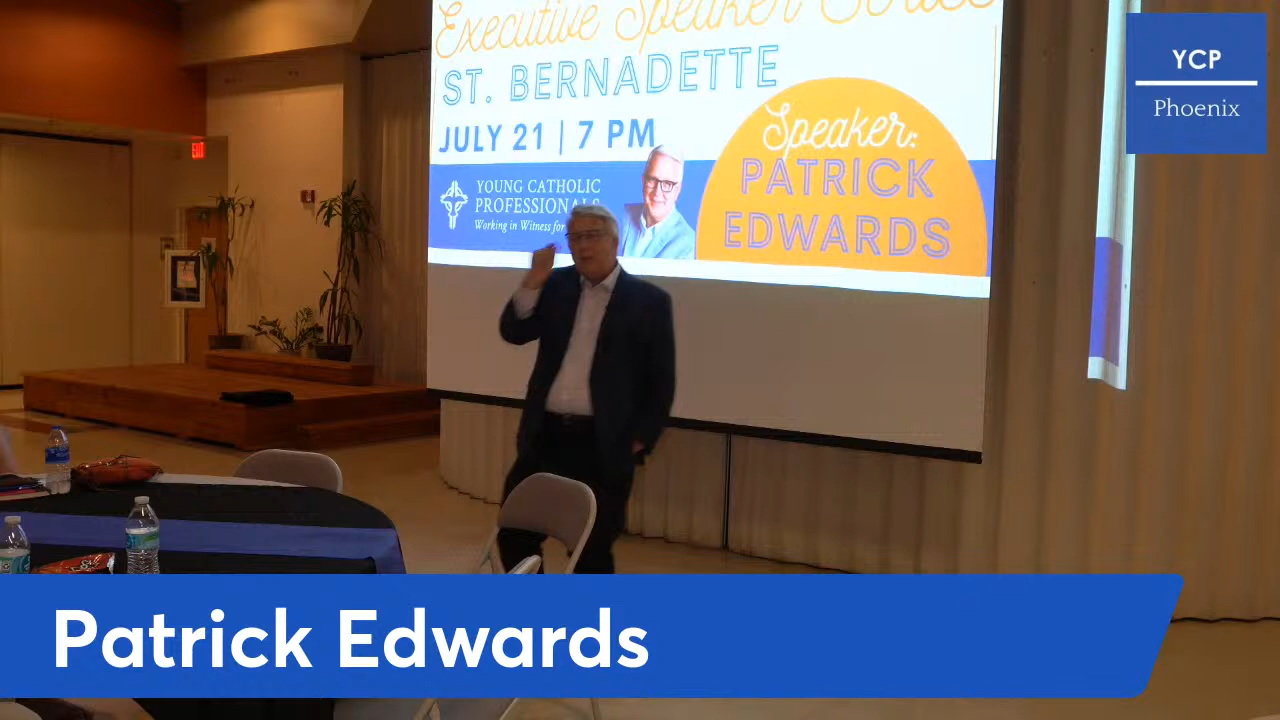 Executive Speaker Series
ST. BERNADETTE
JULY 21 | 7 PM
Speaker:
PATRICK
EDWARDS
YOUNG CATHOLIC
PROFESSIONALS
Working in Witness for
YCP
Phoenix
EXIT
Patrick Edwards